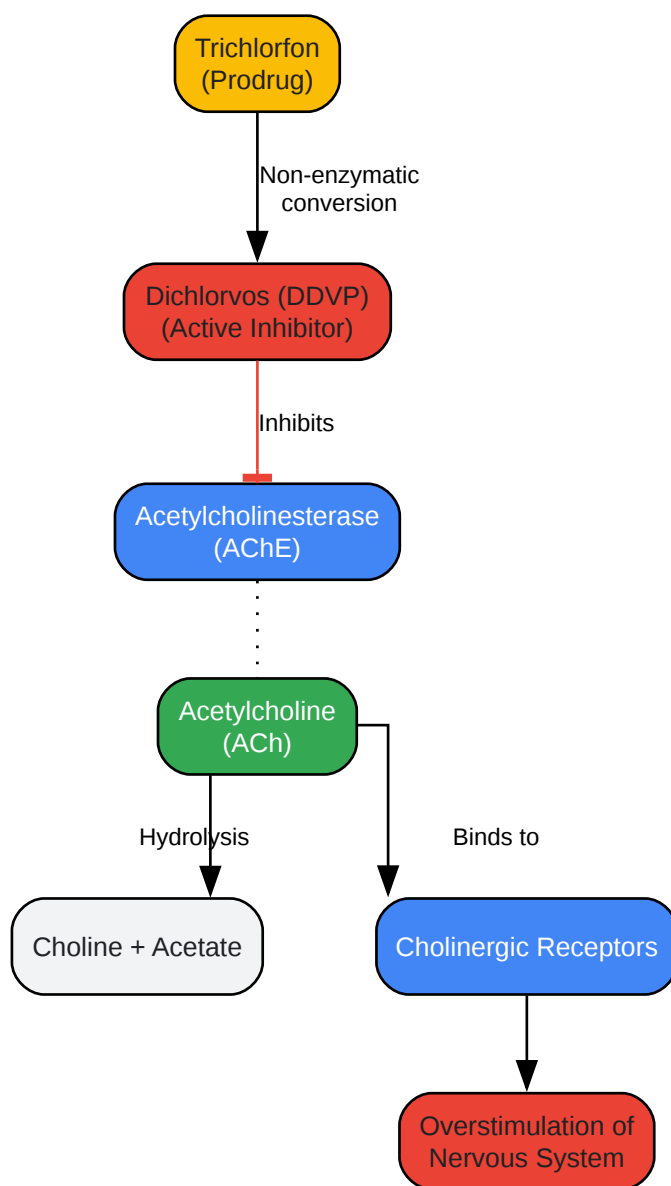 Trichlorfon
(Prodrug)
Non-enzymatic
conversion
Dichlorvos (DDVP)
(Active Inhibitor)
Inhibits
Acetylcholinesterase
(AChE)
Acetylcholine
(ACh)
Hydrolysis
Binds to
Choline + Acetate
Cholinergic Receptors
Overstimulation of
Nervous System